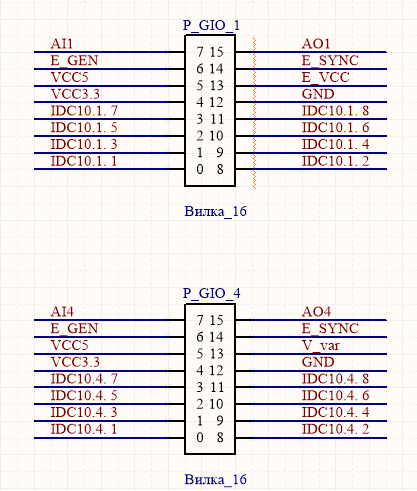 P_GIO_1
AI1 7 15 AO1
E_GEN 6 14 E_SYNC
VCC5 5 13 E_VCC
VCC3.3 4 12 GND
IDC10.1. 7 3 11 IDC10.1. 8
IDC10.1. 5 2 10 IDC10.1. 6
IDC10.1. 3 1 9 IDC10.1. 4
IDC10.1. 1 0 8 IDC10.1. 2
Вилка_16
P_GIO_4
AI4 7 15 AO4
E_GEN 6 14 E_SYNC
VCC5 5 13 V_var
VCC3.3 4 12 GND
IDC10.4. 7 3 11 IDC10.4. 8
IDC10.4. 5 2 10 IDC10.4. 6
IDC10.4. 3 1 9 IDC10.4. 4
IDC10.4. 1 0 8 IDC10.4. 2
Вилка_16